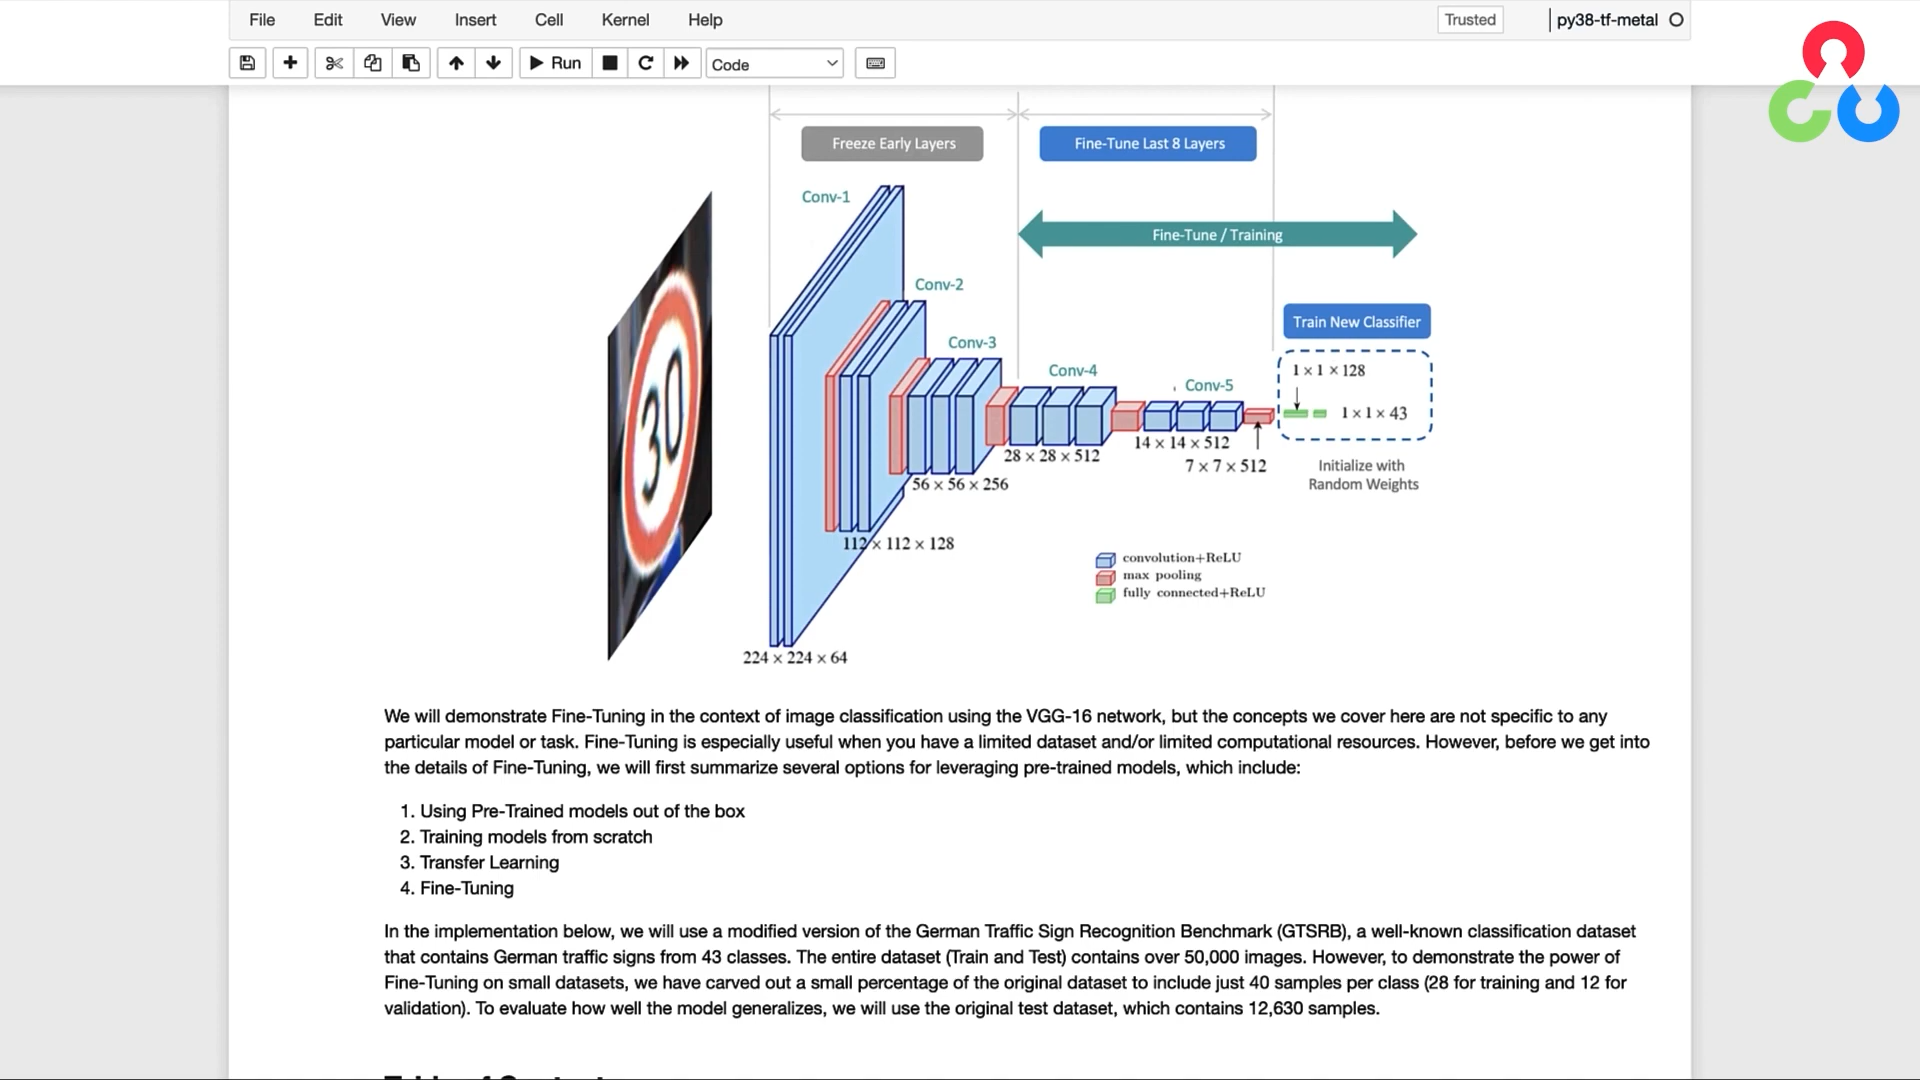 File Edit View Insert Cell Kernel Help Trusted py38-tf-metal
Run Code
Freeze Early Layers Fine-Tune Last 8 Layers
Conv-1
Fine-Tune / Training
Conv-2
Train New Classifier
Conv-3
Conv-4
1 × 1 × 128
Conv-5
30
1 × 1 × 43
14 × 14 × 512
28 × 28 × 512
7 × 7 × 512
Initialize with
Random Weights
56 × 56 × 256
112 × 112 × 128
convolution+ReLU
max pooling
fully connected+ReLU
224 × 224 × 64
We will demonstrate Fine-Tuning in the context of image classification using the VGG-16 network, but the concepts we cover here are not specific to any
particular model or task. Fine-Tuning is especially useful when you have a limited dataset and/or limited computational resources. However, before we get into
the details of Fine-Tuning, we will first summarize several options for leveraging pre-trained models, which include:
1. Using Pre-Trained models out of the box
2. Training models from scratch
3. Transfer Learning
4. Fine-Tuning
In the implementation below, we will use a modified version of the German Traffic Sign Recognition Benchmark (GTSRB), a well-known classification dataset
that contains German traffic signs from 43 classes. The entire dataset (Train and Test) contains over 50,000 images. However, to demonstrate the power of
Fine-Tuning on small datasets, we have carved out a small percentage of the original dataset to include just 40 samples per class (28 for training and 12 for
validation). To evaluate how well the model generalizes, we will use the original test dataset, which contains 12,630 samples.